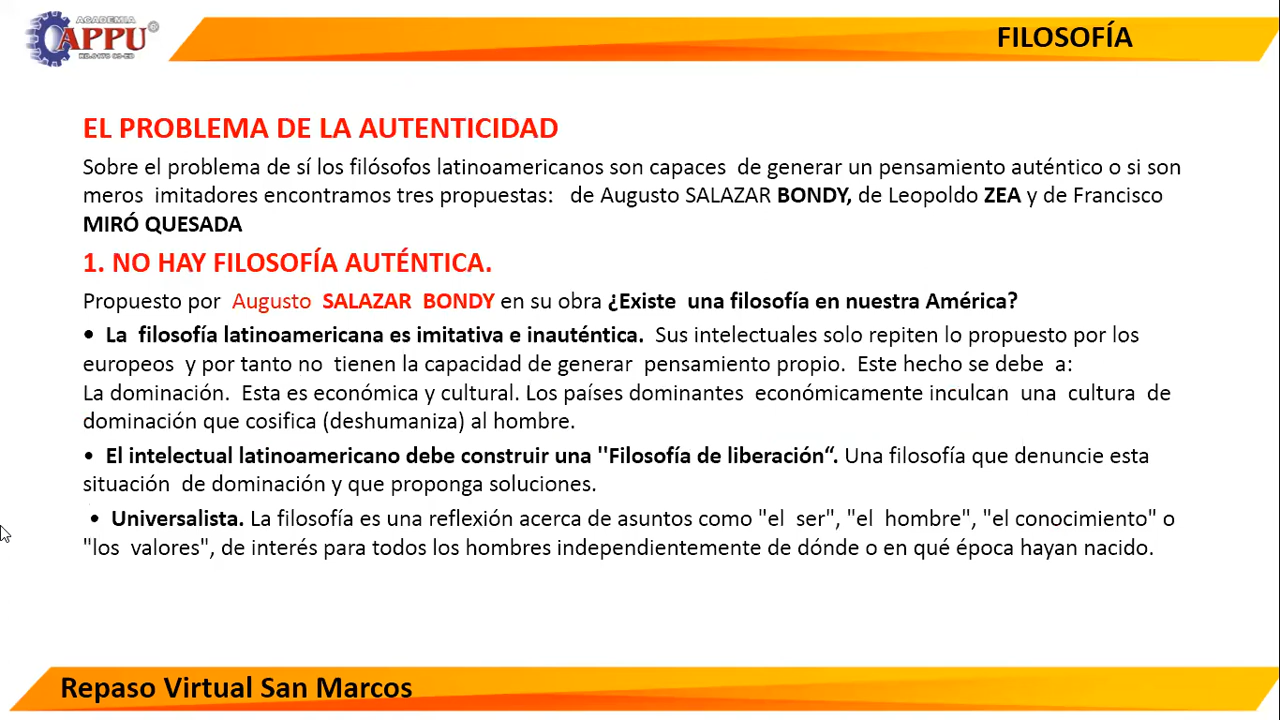 ACADEMIA
APPU
FILOSOFÍA
EL PROBLEMA DE LA AUTENTICIDAD
Sobre el problema de sí los filósofos latinoamericanos son capaces de generar un pensamiento auténtico o si son
meros imitadores encontramos tres propuestas: de Augusto SALAZAR BONDY, de Leopoldo ZEA y de Francisco
MIRÓ QUESADA
1. NO HAY FILOSOFÍA AUTÉNTICA.
Propuesto por Augusto SALAZAR BONDY en su obra ¿Existe una filosofía en nuestra América?
• La filosofía latinoamericana es imitativa e inauténtica. Sus intelectuales solo repiten lo propuesto por los
europeos y por tanto no tienen la capacidad de generar pensamiento propio. Este hecho se debe a:
La dominación. Esta es económica y cultural. Los países dominantes económicamente inculcan una cultura de
dominación que cosifica (deshumaniza) al hombre.
• El intelectual latinoamericano debe construir una ''Filosofía de liberación“. Una filosofía que denuncie esta
situación de dominación y que proponga soluciones.
• Universalista. La filosofía es una reflexión acerca de asuntos como "el ser", "el hombre", "el conocimiento" o
"los valores", de interés para todos los hombres independientemente de dónde o en qué época hayan nacido.
Repaso Virtual San Marcos